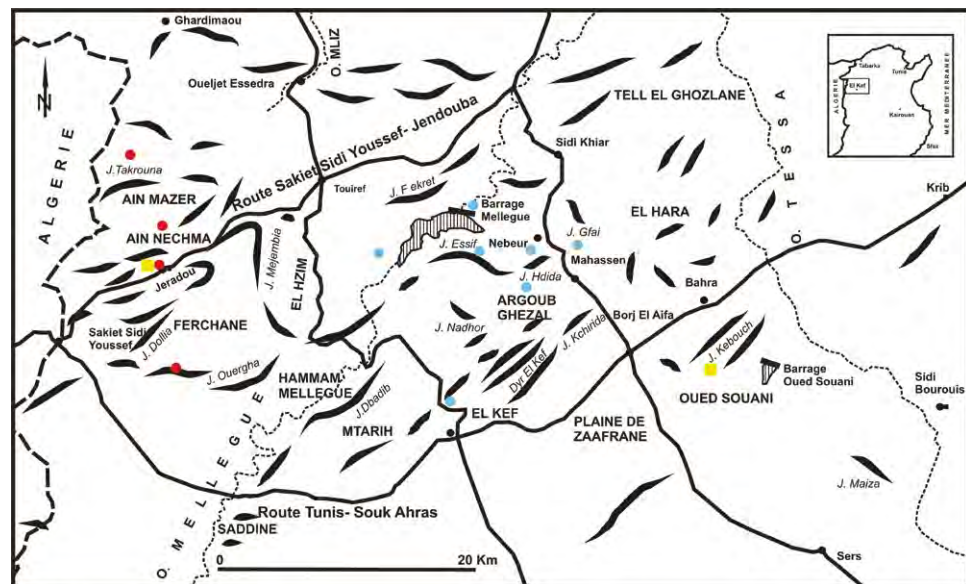 Ghardimaou
O. MLIZ
Oueljet Essedra
N
ALGERIE
J.Takrouna
AIN MAZER
AIN NECHMA
Jeradou
Route Sakiet Sidi Youssef- Jendouba
Touiref
J. Mejembia
EL HZIM
Sakiet Sidi
Youssef
FERCHANE
J. Dollia
J. Ouergha
HAMMAM
MELLEGUE
J.Dbadib
MTARIH
O. MELLEGUE
SADDINE
Route Tunis- Souk Ahras
0 20 Km
TELL EL GHOZLANE
Sidi Khiar
J. F ekret
Barrage
Mellegue
J. Essif
Nebeur
J. Gfai
Mahassen
J. Hdida
ARGOUB
GHEZAL
J. Nadhor
J. Kchirida
Dyr El Kef
EL KEF
EL HARA
O. TESSA
Krib
Bahra
Borj El Aifa
J. Kebouch
Barrage
Oued Souani
OUED SOUANI
PLAINE DE
ZAAFRANE
Sidi
Bourouis
J. Maiza
Sers
Tabarka
Tunis
El Kef
Kairouan
Sfax
ALGERIE
MER MEDITERRANEE